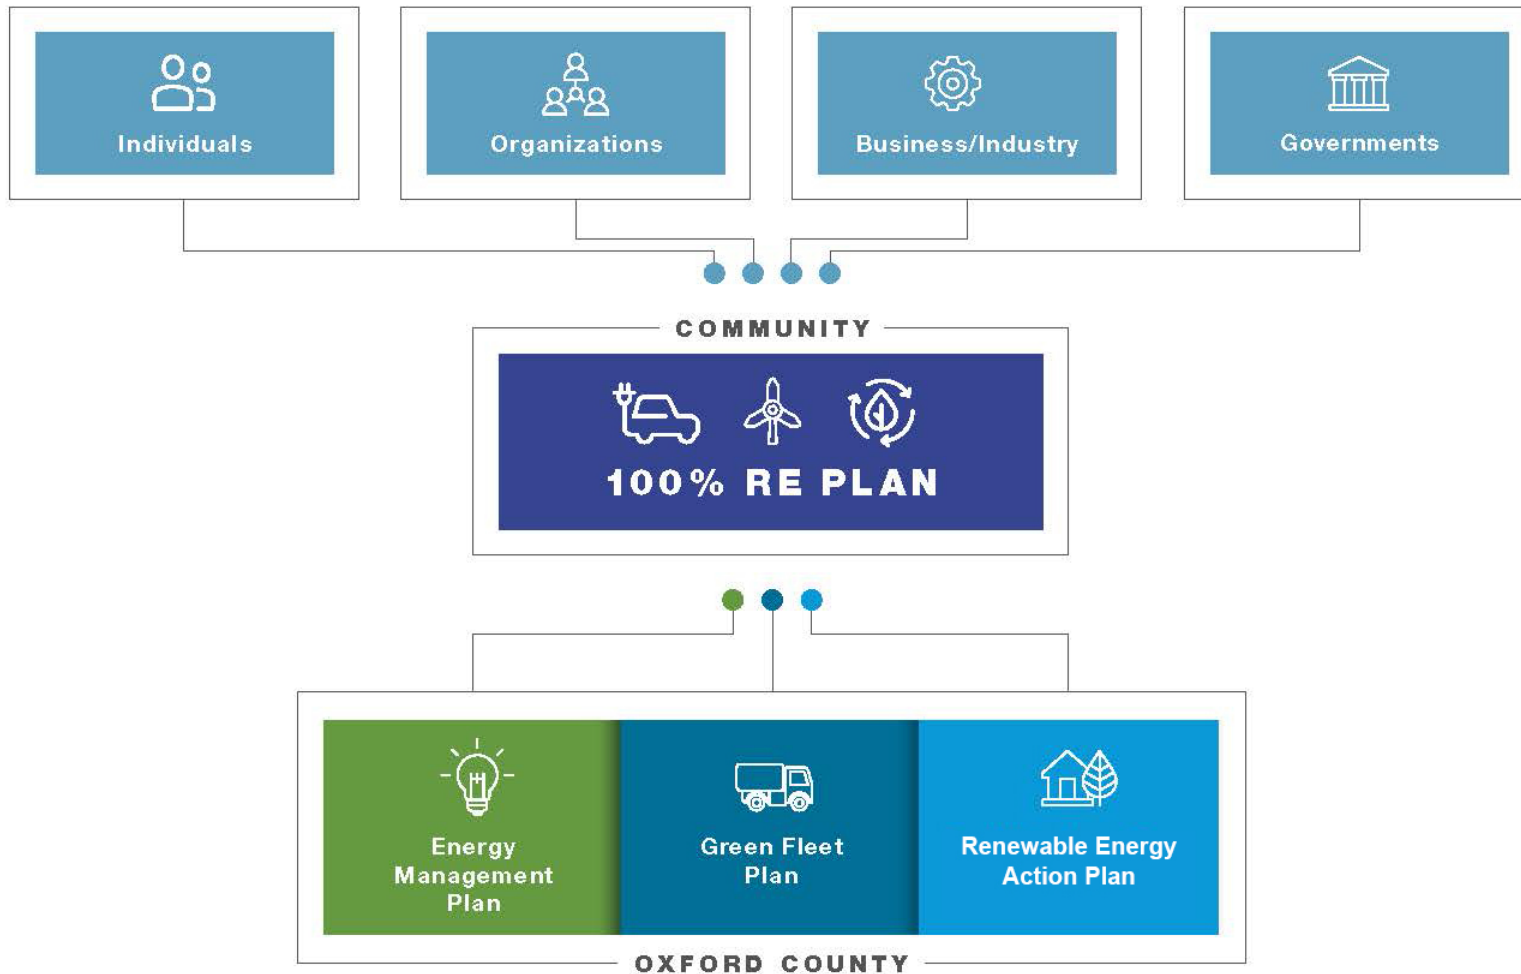 Individuals
Organizations
Business/Industry
Governments
COMMUNITY
100% RE PLAN
Energy
Management
Plan
Green Fleet
Plan
Renewable Energy
Action Plan
OXFORD COUNTY